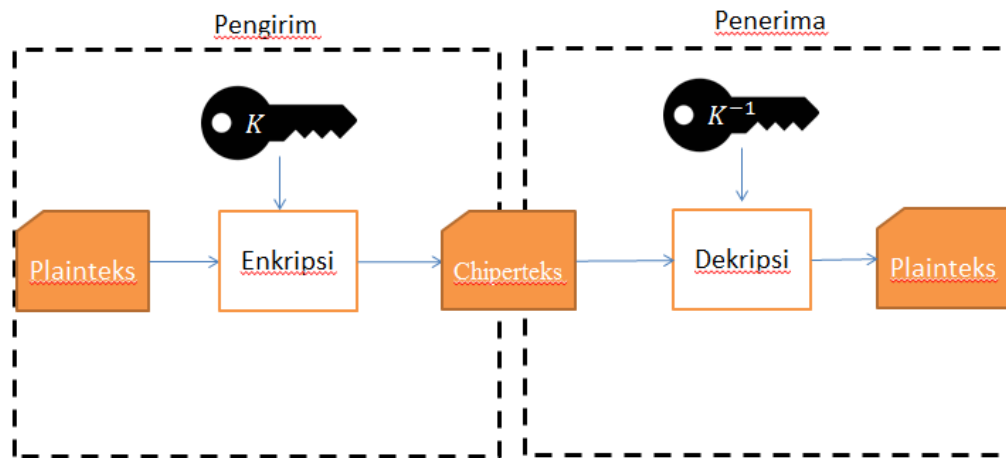 Pengirim
Penerima
K
K⁻¹
Plainteks
Enkripsi
Chiperteks
Dekripsi
Plainteks